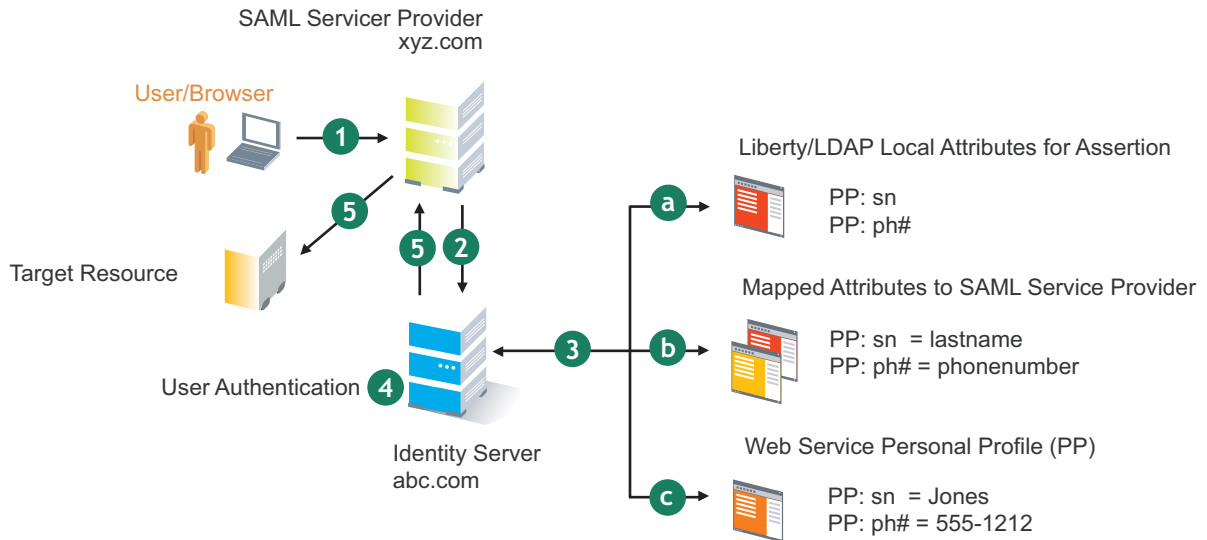 SAML Servicer Provider
xyz.com
User/Browser
1
5
5
2
Target Resource
User Authentication
4
Identity Server
abc.com
3
a
Liberty/LDAP Local Attributes for Assertion
PP: sn
PP: ph#
b
Mapped Attributes to SAML Service Provider
PP: sn = lastname
PP: ph# = phonenumber
c
Web Service Personal Profile (PP)
PP: sn = Jones
PP: ph# = 555-1212